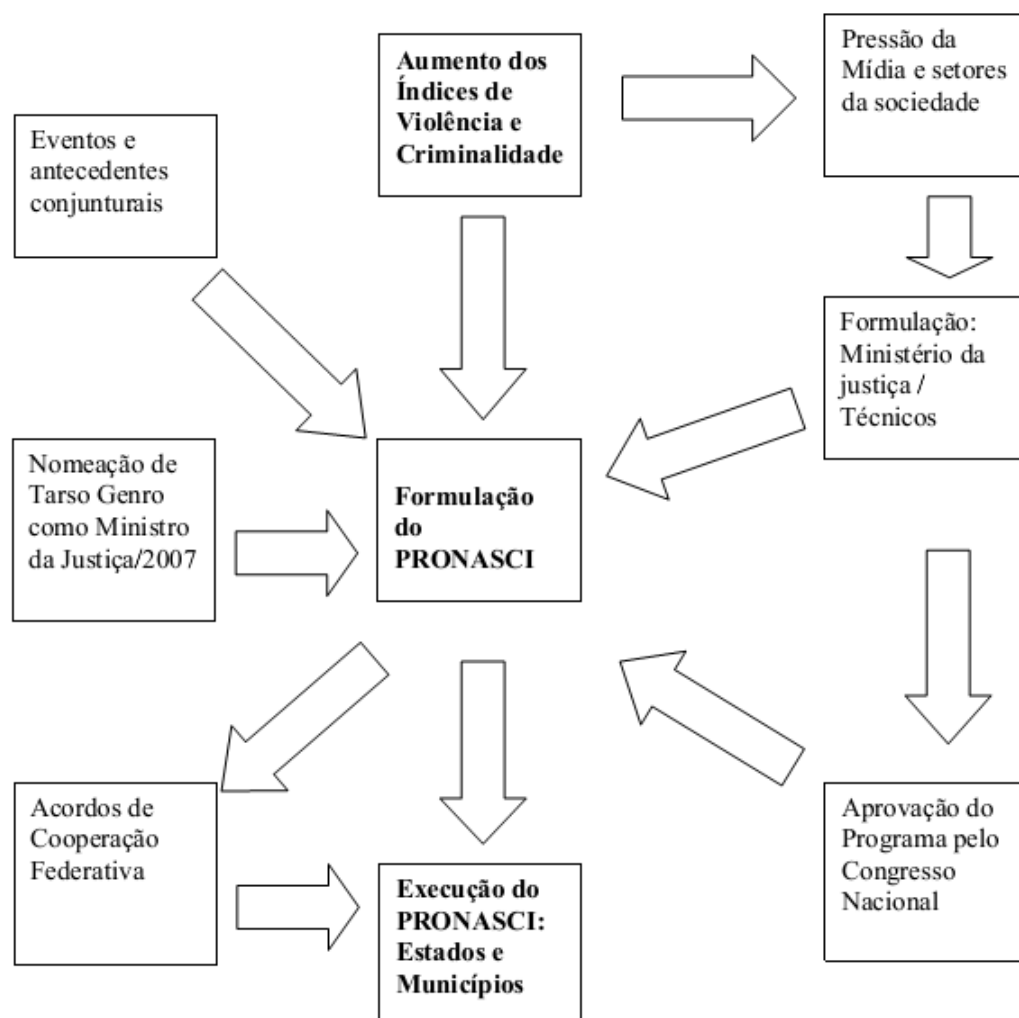 Aumento dos
Índices de
Violência e
Criminalidade
Pressão da
Mídia e setores
da sociedade
Eventos e
antecedentes
conjunturais
Formulação:
Ministério da
justiça /
Técnicos
Nomeação de
Tarso Genro
como Ministro
da Justiça/2007
Formulação
do
PRONASCI
Acordos de
Cooperação
Federativa
Execução do
PRONASCI:
Estados e
Municípios
Aprovação do
Programa pelo
Congresso
Nacional